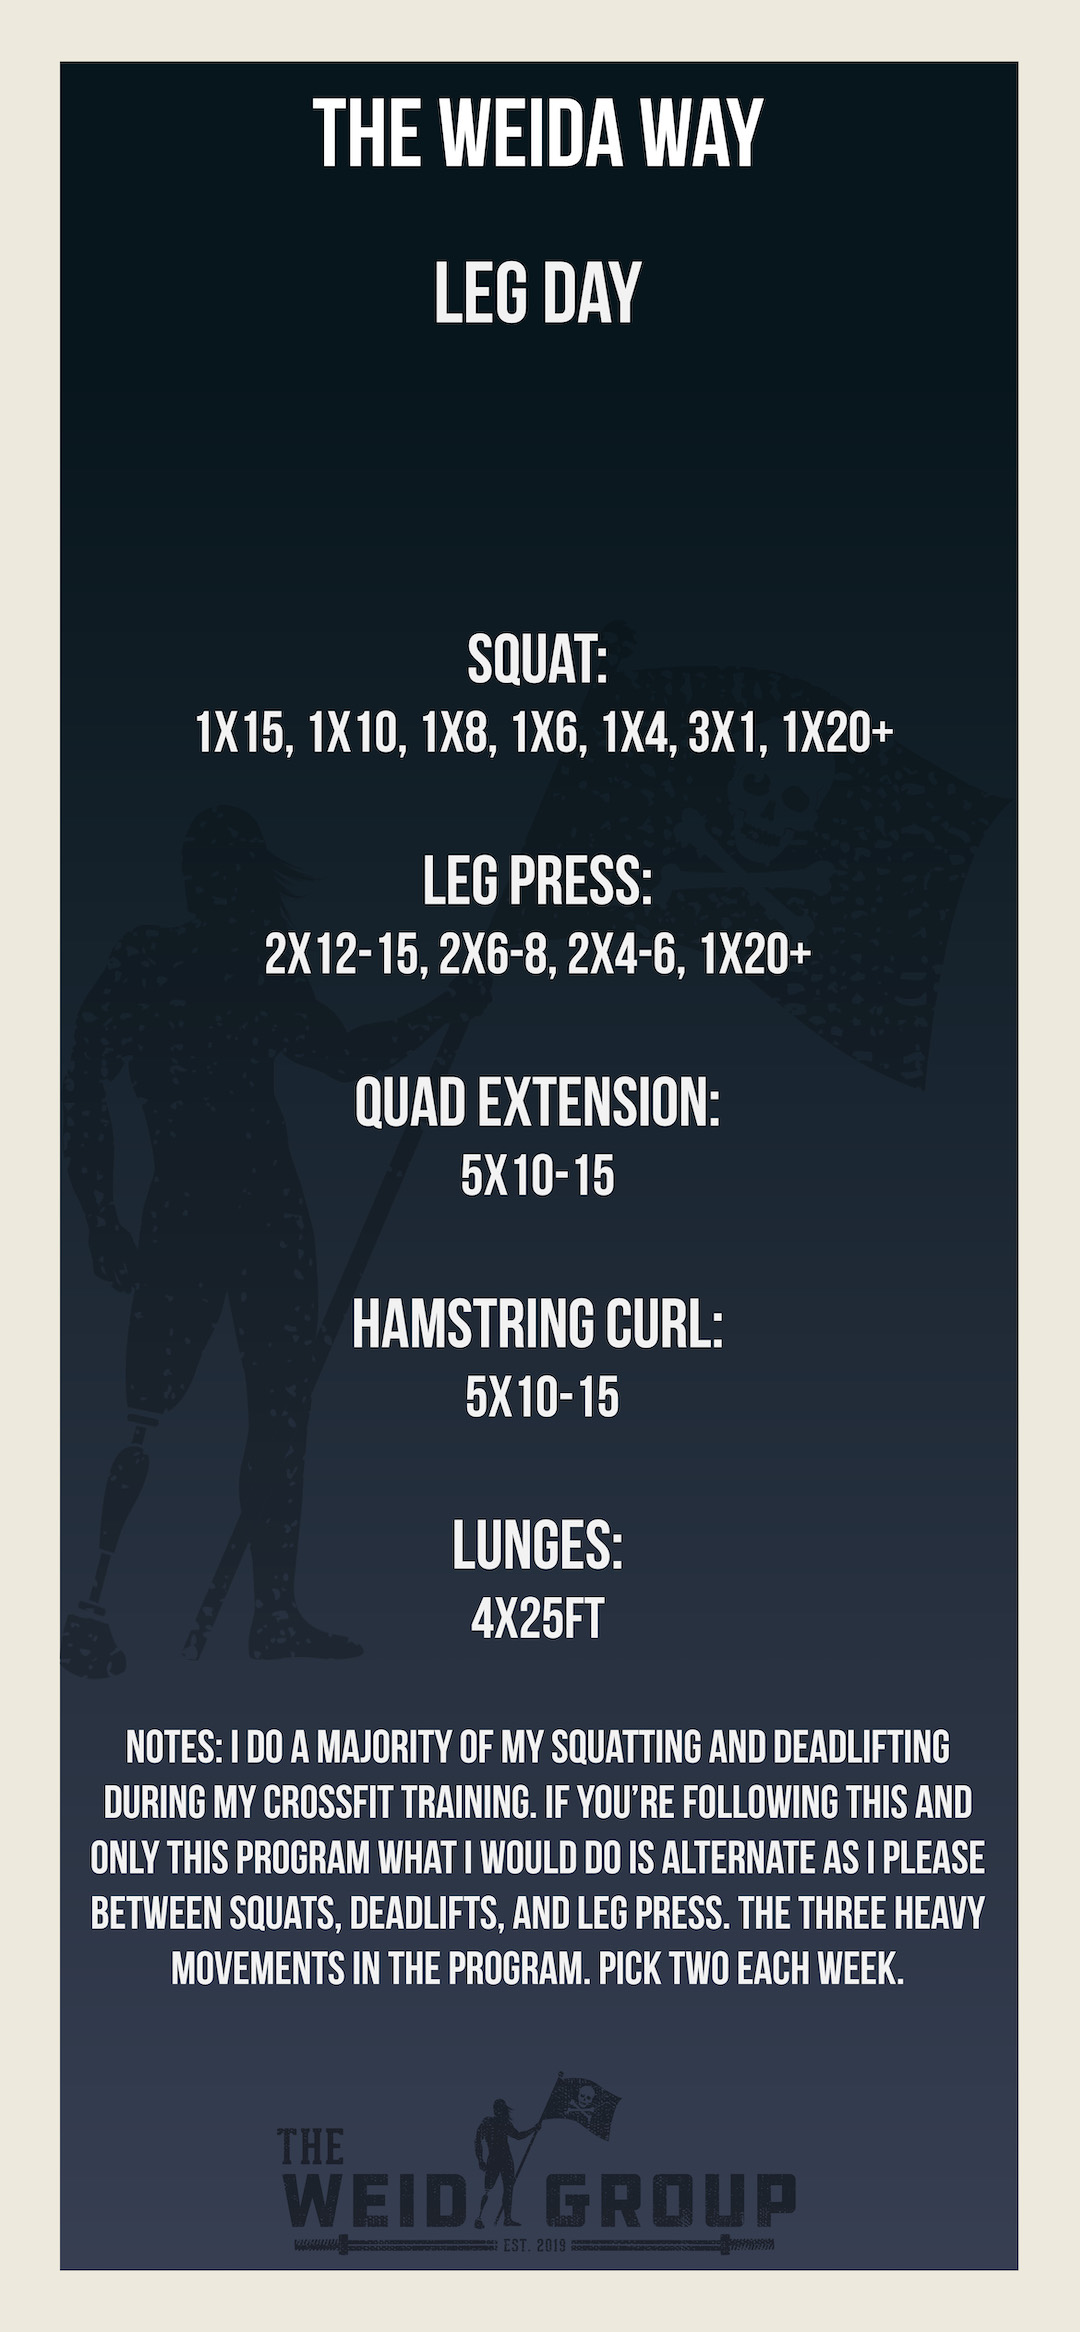 THE WEIDA WAY
LEG DAY
SQUAT:
1X15, 1X10, 1X8, 1X6, 1X4, 3X1, 1X20+
LEG PRESS:
2X12-15, 2X6-8, 2X4-6, 1X20+
QUAD EXTENSION:
5X10-15
HAMSTRING CURL:
5X10-15
LUNGES:
4X25FT
NOTES: I DO A MAJORITY OF MY SQUATTING AND DEADLIFTING
DURING MY CROSSFIT TRAINING. IF YOU'RE FOLLOWING THIS AND
ONLY THIS PROGRAM WHAT I WOULD DO IS ALTERNATE AS I PLEASE
BETWEEN SQUATS, DEADLIFTS, AND LEG PRESS. THE THREE HEAVY
MOVEMENTS IN THE PROGRAM. PICK TWO EACH WEEK.
THE
WEID GROUP
EST. 2019